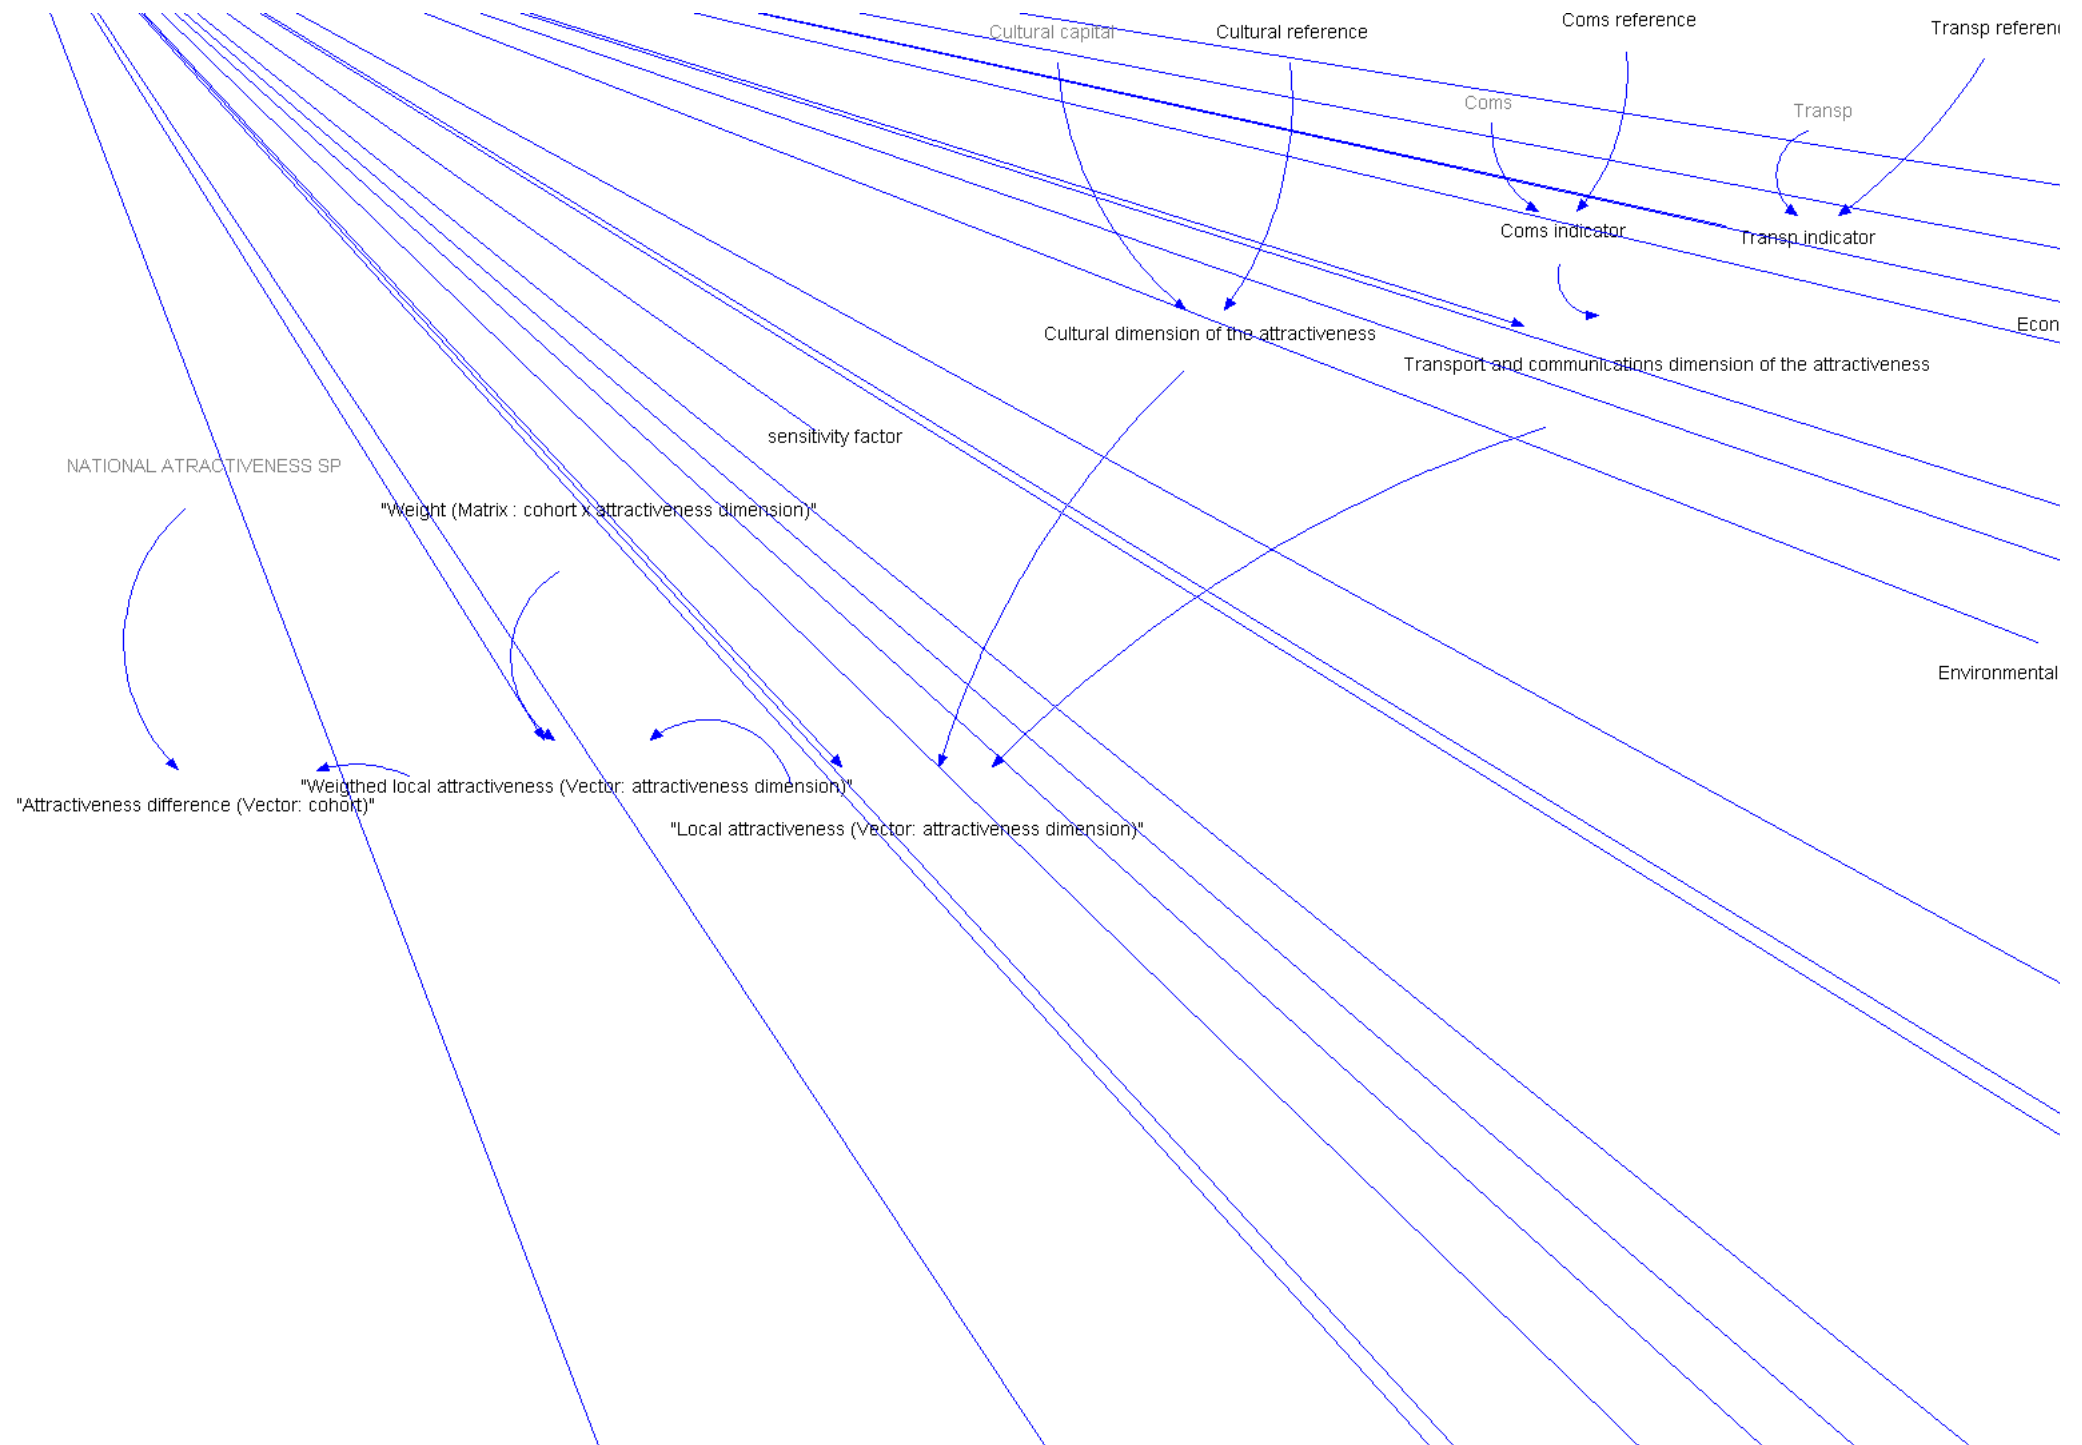 Coms reference
Cultural capital
Cultural reference
Transp
Coms
Transp
Coms indicator
Transp indicator
Econ
Cultural dimension of the attractiveness
Transport and communications dimension of the attractiveness
sensitivity factor
NATIONAL ATRACTIVENESS SP
"Weight (Matrix : cohort x attractiveness dimension)"
Environmental
"Weigthed local attractiveness (Vector: attractiveness dimension)"
"Attractiveness difference (Vector: cohort)"
"Local attractiveness (Vector: attractiveness dimension)"